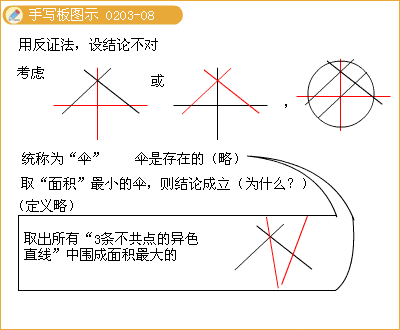 手写板图示 0203-08
用反证法，设结论不对
考虑
或
，
统称为“伞” 伞是存在的（略）
取“面积”最小的伞，则结论成立（为什么？）
（定义略）
取出所有“3条不共点的异色
直线”中围成面积最大的